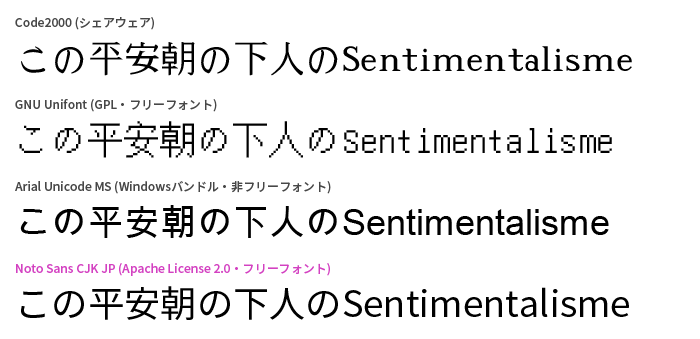 Code2000 (シェアウェア)
この平安朝の下人のSentimentalisme
GNU Unifont (GPL・フリーフォント)
この平安朝の下人のSentimentalisme
Arial Unicode MS (Windowsバンドル・非フリーフォント)
この平安朝の下人のSentimentalisme
Noto Sans CJK JP (Apache License 2.0・フリーフォント)
この平安朝の下人のSentimentalisme